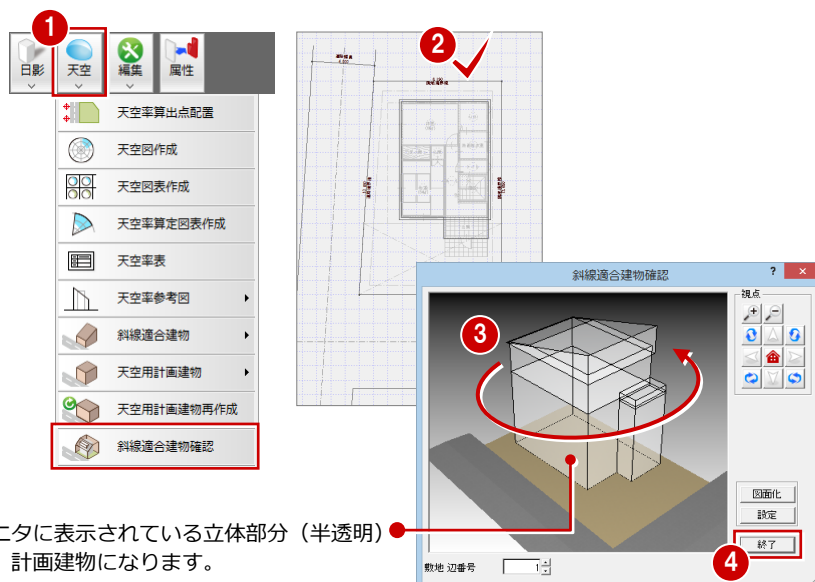 1
日影
天空
編集
属性
天空率算出点配置
天空図作成
天空図表作成
天空率算定図表作成
天空率表
天空率参考図
斜線適合建物
天空用計画建物
天空用計画建物再作成
斜線適合建物確認
2
斜線適合建物確認
?
×
視点
3
図面化
設定
終了
4
敷地 辺番号
1
ニタに表示されている立体部分（半透明）
計画建物になります。